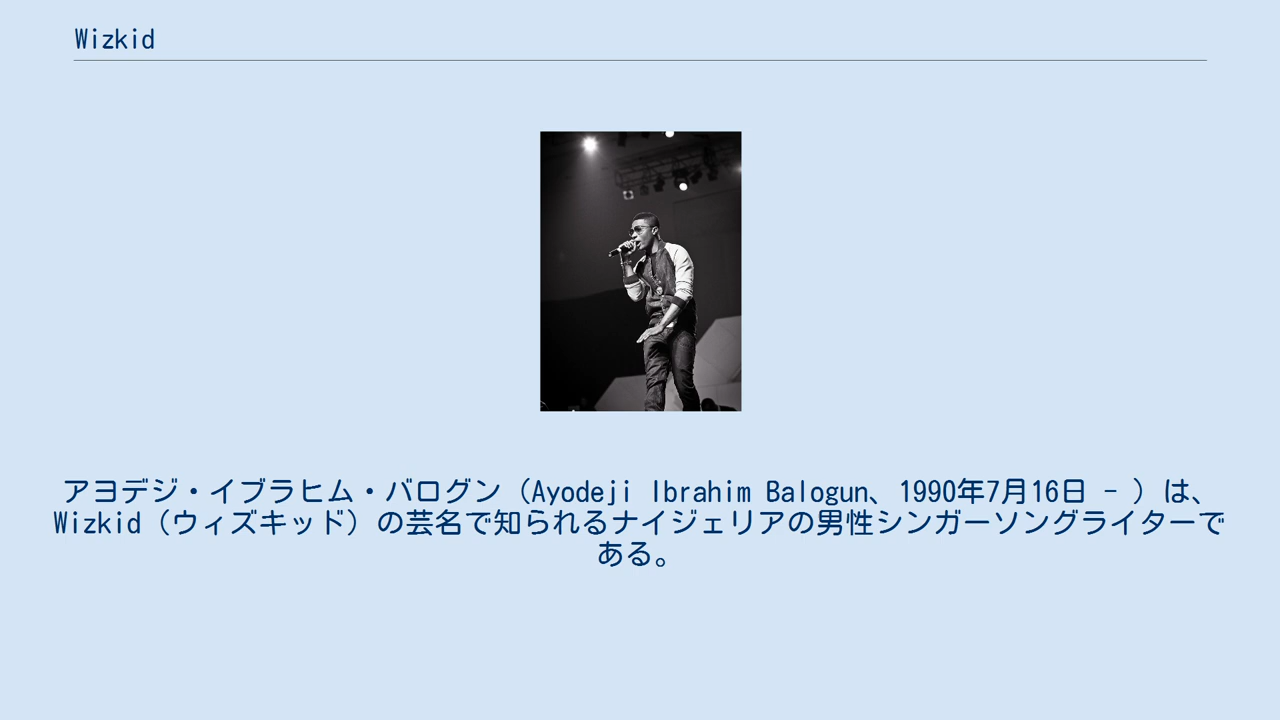 Wizkid
アヨデジ・イブラヒム・バログン（Ayodeji Ibrahim Balogun、1990年7月16日 - ）は、
Wizkid（ウィズキッド）の芸名で知られるナイジェリアの男性シンガーソングライターで
ある。